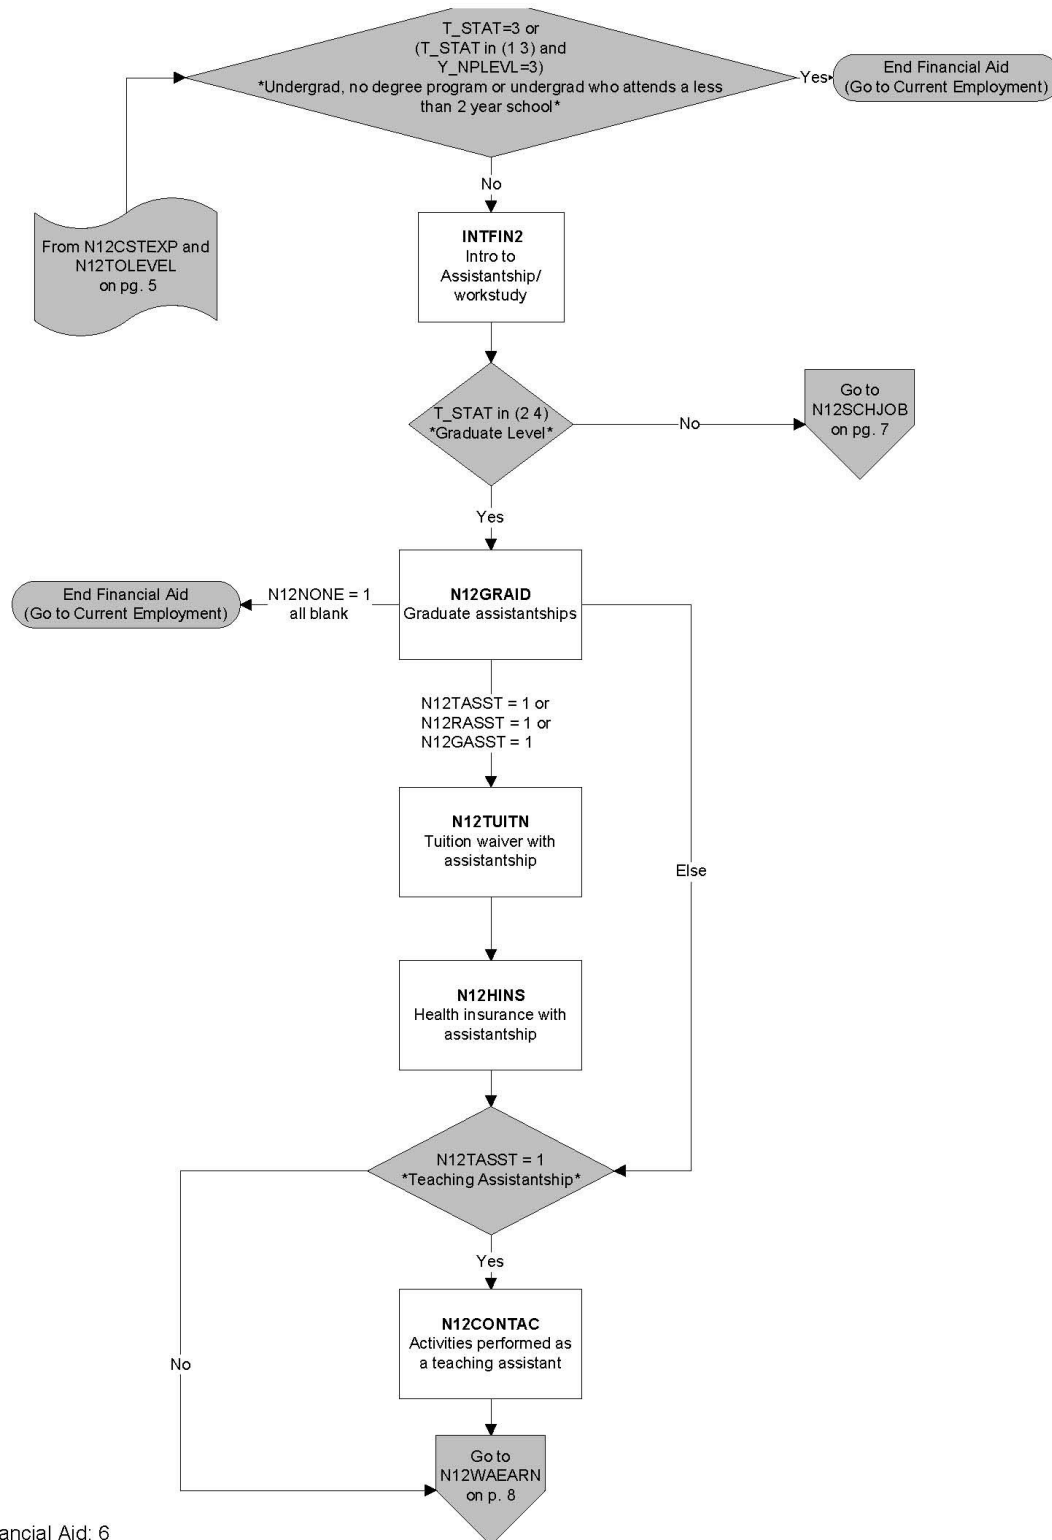 T_STAT=3 or
(T_STAT in (1 3) and
Y_NPLEVL=3)
*Undergrad, no degree program or undergrad who attends a less
than 2 year school*
Yes
End Financial Aid
(Go to Current Employment)
No
From N12CSTEXP and
N12TOLEVEL
on pg. 5
INTFIN2
Intro to
Assistantship/
workstudy
T_STAT in (2 4)
*Graduate Level*
No
Go to
N12SCHJOB
on pg. 7
Yes
End Financial Aid
(Go to Current Employment)
N12NONE = 1
all blank
N12GRAID
Graduate assistantships
N12TASST = 1 or
N12RASST = 1 or
N12GASST = 1
N12TUITN
Tuition waiver with
assistantship
Else
N12HINS
Health insurance with
assistantship
N12TASST = 1
*Teaching Assistantship*
Yes
N12CONTAC
Activities performed as
a teaching assistant
No
Go to
N12WAEARN
on p. 8
ancial Aid: 6